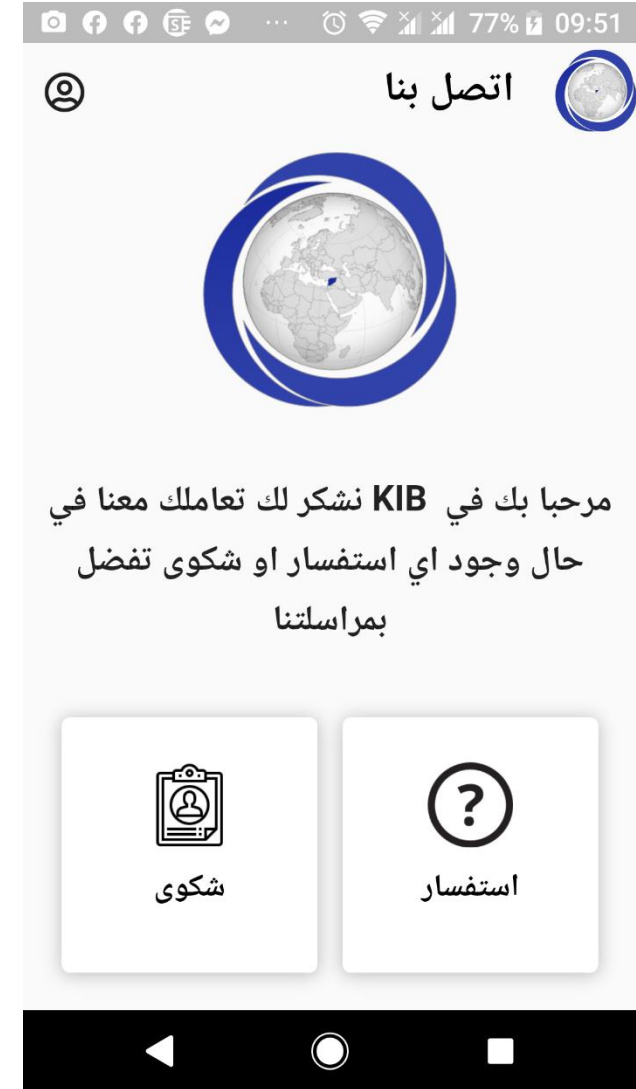 77% 09:51
اتصل بنا
مرحبا بك في KIB نشكر لك تعاملك معنا في
حال وجود اي استفسار او شكوى تفضل
بمراسلتنا
?
استفسار
شكوى